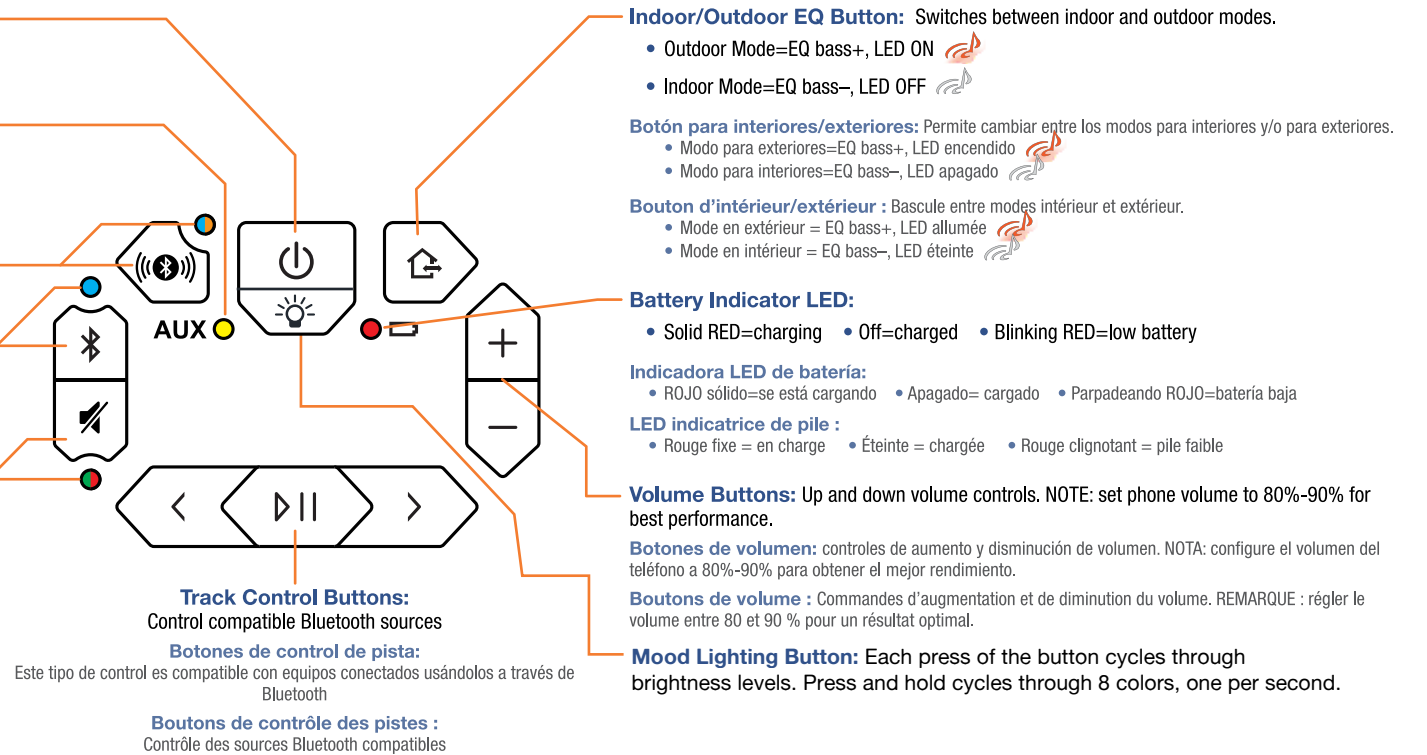 Indoor/Outdoor EQ Button: Switches between indoor and outdoor modes.
• Outdoor Mode=EQ bass+, LED ON
• Indoor Mode=EQ bass–, LED OFF
Botón para interiores/exteriores: Permite cambiar entre los modos para interiores y/o para exteriores.
• Modo para exteriores=EQ bass+, LED encendido
• Modo para interiores=EQ bass–, LED apagado
Bouton d’intérieur/extérieur : Bascule entre modes intérieur et extérieur.
• Mode en extérieur = EQ bass+, LED allumée
• Mode en intérieur = EQ bass–, LED éteinte
AUX
Battery Indicator LED:
• Solid RED=charging • Off=charged • Blinking RED=low battery
Indicadora LED de batería:
• ROJO sólido=se está cargando • Apagado= cargado • Parpadeando ROJO=batería baja
LED indicatrice de pile :
• Rouge fixe = en charge • Éteinte = chargée • Rouge clignotant = pile faible
Volume Buttons: Up and down volume controls. NOTE: set phone volume to 80%-90% for
best performance.
Botones de volumen: controles de aumento y disminución de volumen. NOTA: configure el volumen del
teléfono a 80%-90% para obtener el mejor rendimiento.
Boutons de volume : Commandes d’augmentation et de diminution du volume. REMARQUE : régler le
volume entre 80 et 90 % pour un résultat optimal.
Mood Lighting Button: Each press of the button cycles through
brightness levels. Press and hold cycles through 8 colors, one per second.
Track Control Buttons:
Control compatible Bluetooth sources
Botones de control de pista:
Este tipo de control es compatible con equipos conectados usándolos a través de
Bluetooth
Boutons de contrôle des pistes :
Contrôle des sources Bluetooth compatibles